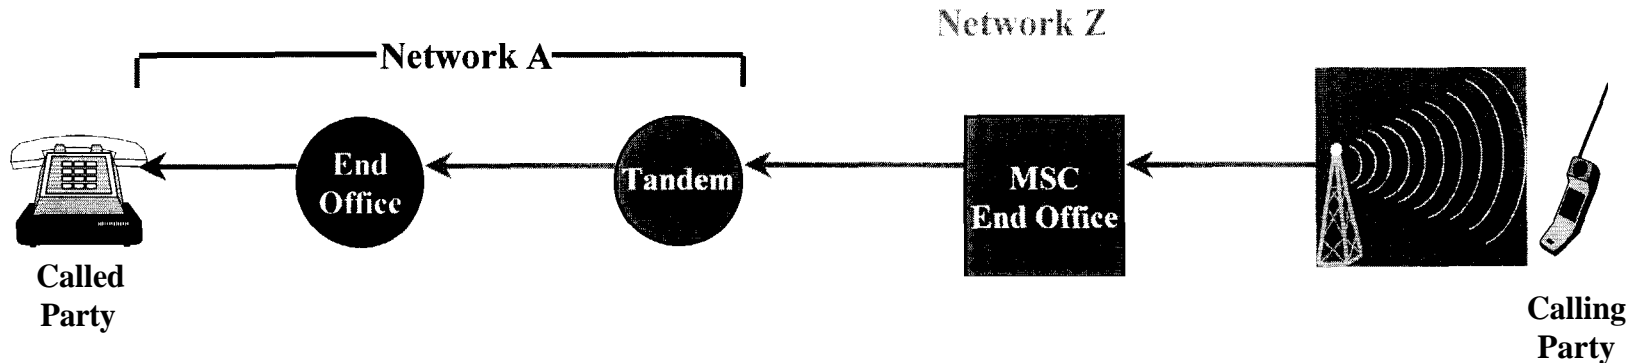 Network Z
Network A
End
Office
Tandem
MSC
End Office
Called
Party
Calling
Party